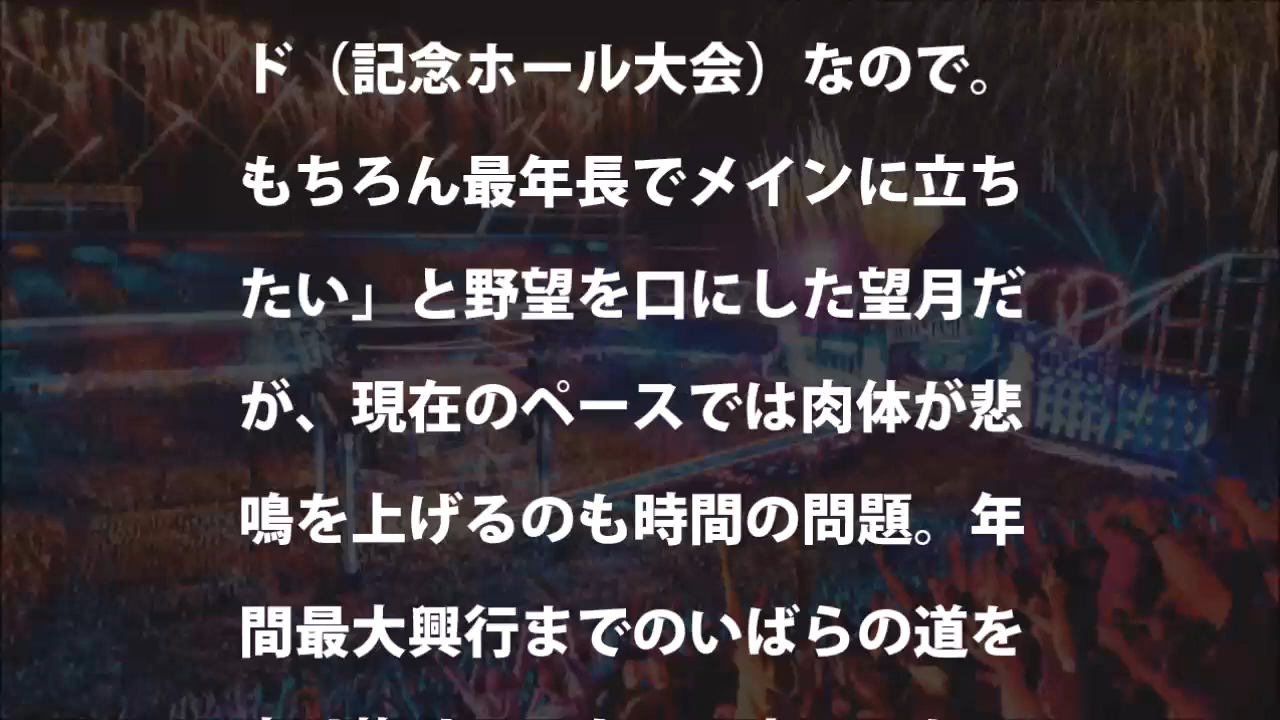 ド（記念ホール大会）なので。
もちろん最年長でメインに立ち
たい」と野望を口にした望月だ
が、現在のペースでは肉体が悲
鳴を上げるのも時間の問題。年
間最大興行までのいばらの道を